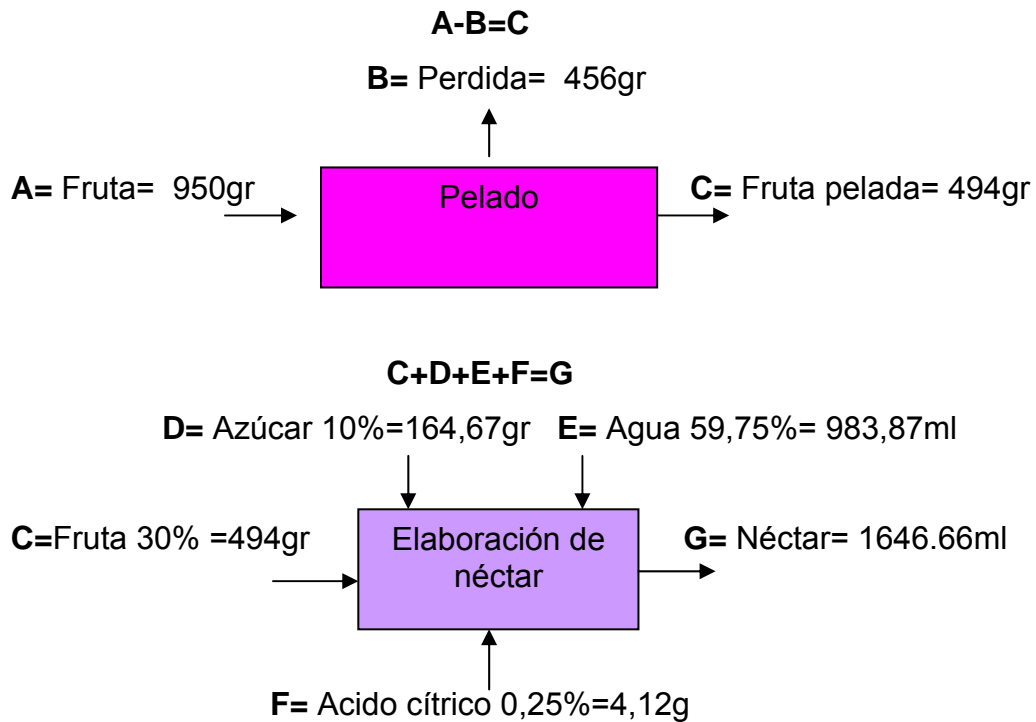 A-B=C
B= Perdida= 456gr
A= Fruta= 950gr
Pelado
C= Fruta pelada= 494gr
C+D+E+F=G
D= Azúcar 10%=164,67gr
E= Agua 59,75%= 983,87ml
C=Fruta 30% =494gr
Elaboración de
néctar
G= Néctar= 1646.66ml
F= Acido cítrico 0,25%=4,12g